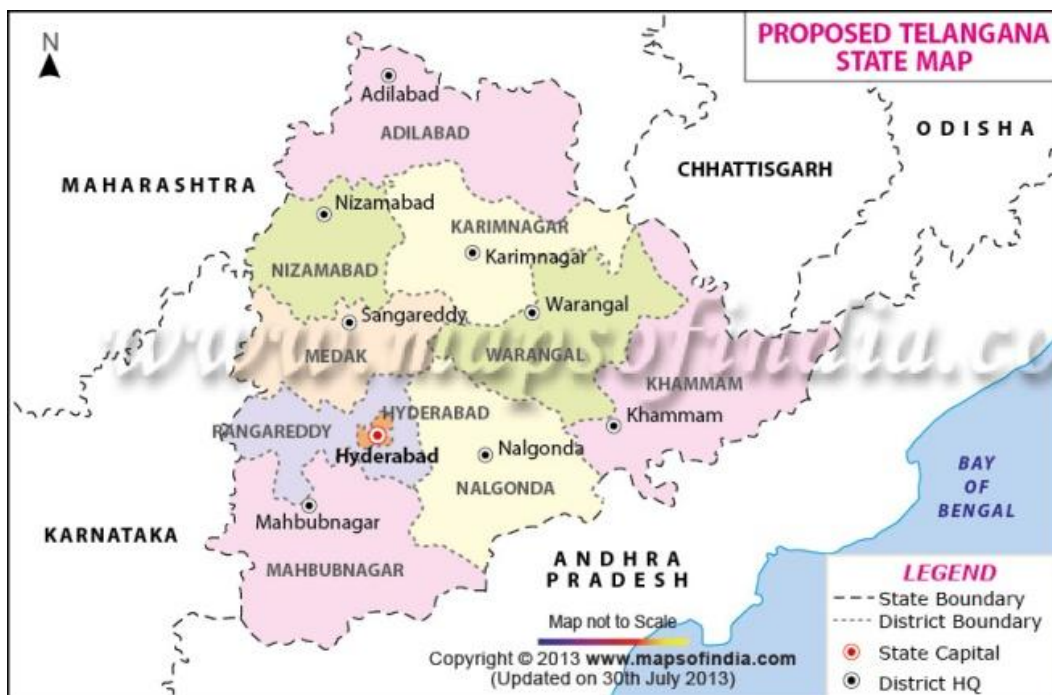 PROPOSED TELANGANA
STATE MAP
N
Adilabad
ADILABAD
ODISHA
CHHATTISGARH
MAHARASHTRA
Nizamabad
KARIMNAGAR
Karimnagar
NIZAMABAD
Warangal
Sangareddy
www.mapsofindia.co
MEDAK
WARANGAL
KHAMMAM
HYDERABAD
Khammam
RANGAREDDY
Hyderabad
Nalgonda
NALGONDA
BAY
OF
BENGAL
Mahbubnagar
KARNATAKA
MAHBUBNAGAR
ANDHRA
PRADESH
LEGEND
State Boundary
District Boundary
State Capital
District HQ
Map not to Scale
Copyright © 2013 www.mapsofindia.com
(Updated on 30th July 2013)